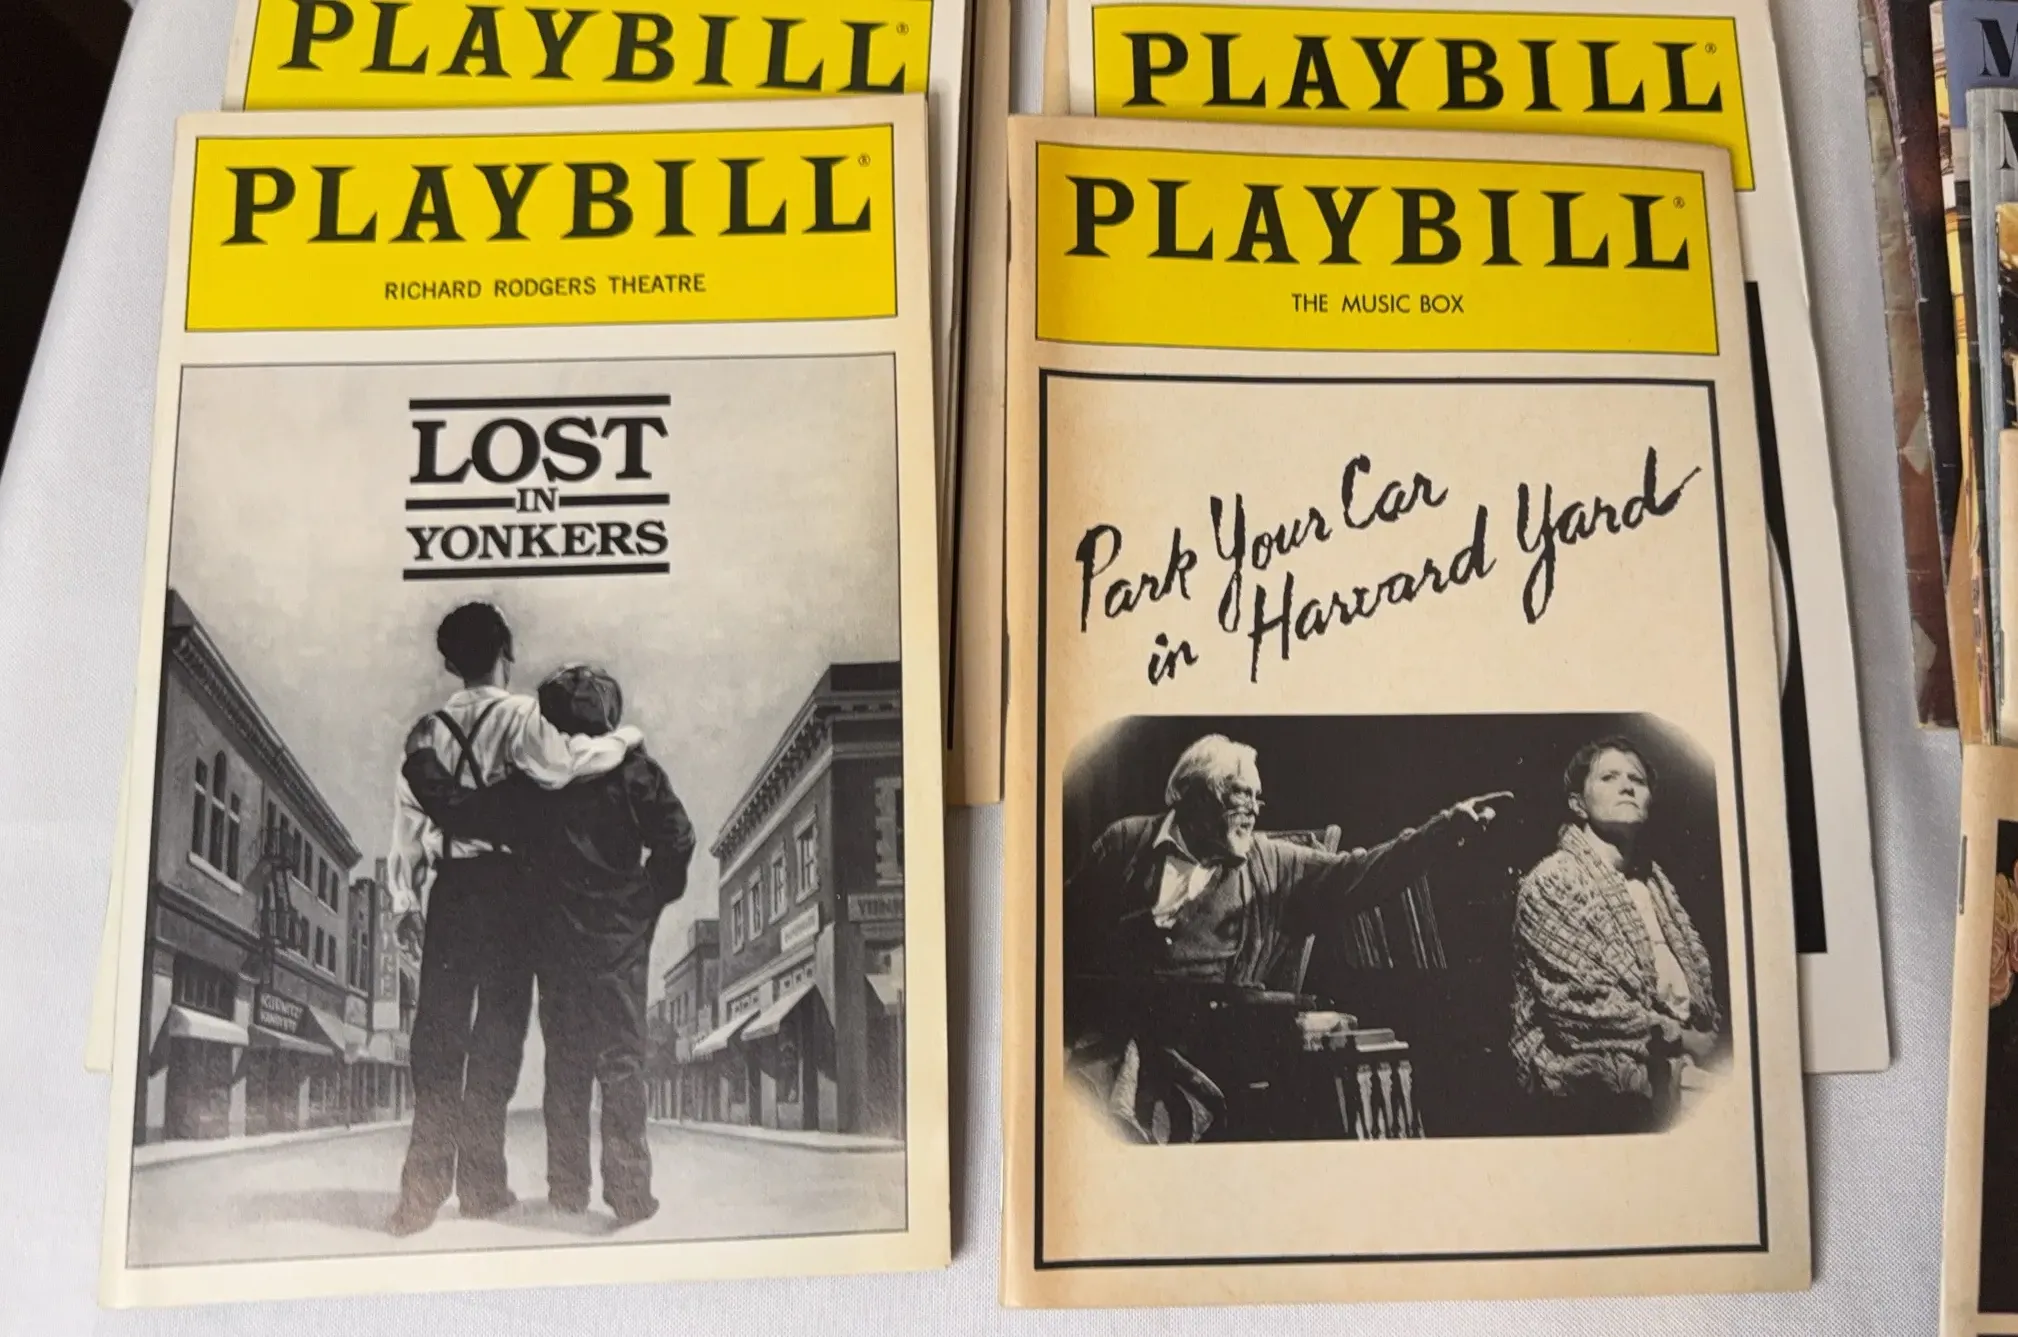 PLAYBILL®
PLAYBILL®
PLAYBILL®
RICHARD RODGERS THEATRE
LOST
IN
YONKERS
PLAYBILL®
THE MUSIC BOX
Park Your Car
in Harvard Yard